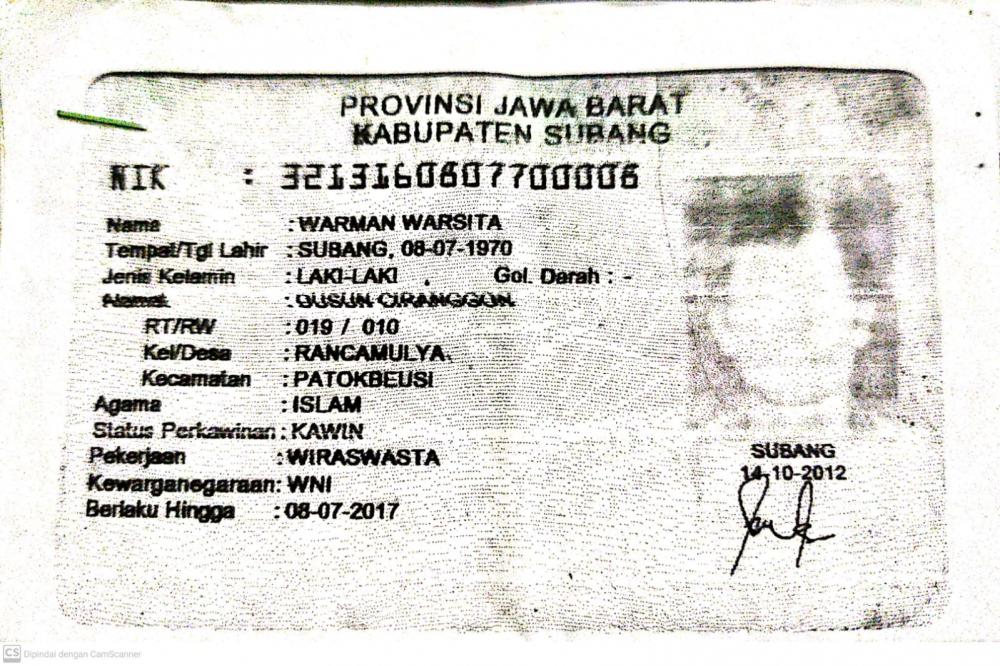 PROVINSI JAWA BARAT
KABUPATEN SUBANG
NIK : 3213160807700006
Nama : WARMAN WARSITA
Tempat/Tgl Lahir : SUBANG, 08-07-1970
Jenis Kelamin : LAKI-LAKI Gol. Darah : -
Alamat : DUSUN CIRANGGON
RT/RW : 019 / 010
Kel/Desa : RANCAMULYA
Kecamatan : PATOKBEUSI
Agama : ISLAM
Status Perkawinan : KAWIN
Pekerjaan : WIRASWASTA
Kewarganegaraan: WNI
Berlaku Hingga : 08-07-2017
SUBANG
14-10-2012
CS Dipindai dengan CamScanner